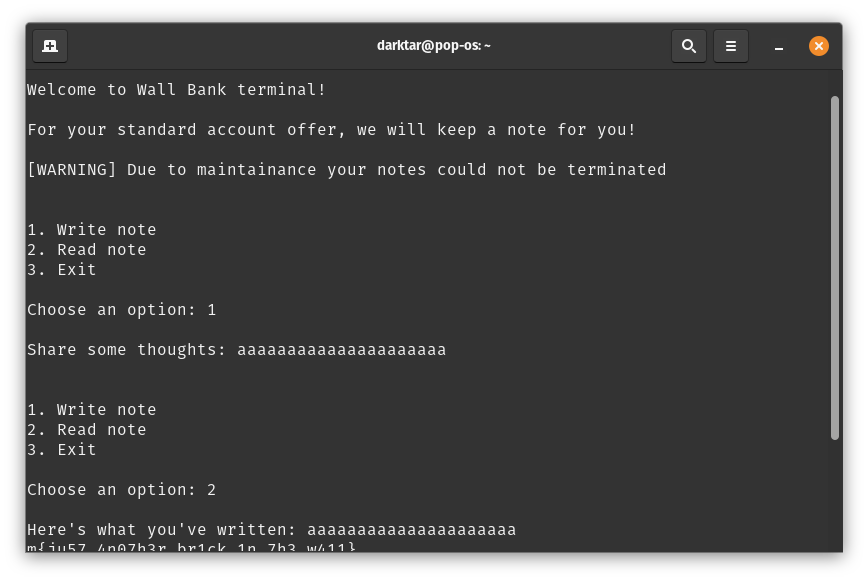 darktar@pop-os: ~
Welcome to Wall Bank terminal!
For your standard account offer, we will keep a note for you!
[WARNING] Due to maintainance your notes could not be terminated
1. Write note
2. Read note
3. Exit
Choose an option: 1
Share some thoughts: aaaaaaaaaaaaaaaaaaaaa
1. Write note
2. Read note
3. Exit
Choose an option: 2
Here's what you've written: aaaaaaaaaaaaaaaaaaaaa
m{ju57_4n07h3r_br1ck_1n_7h3_w411}